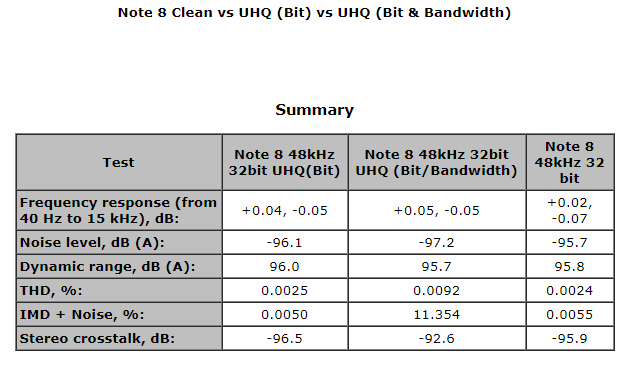 Note 8 Clean vs UHQ (Bit) vs UHQ (Bit & Bandwidth)
Summary
Test
Note 8 48kHz
32bit UHQ(Bit)
Note 8 48kHz 32bit
UHQ (Bit/Bandwidth)
Note 8
48kHz 32
bit
Frequency response (from
40 Hz to 15 kHz), dB:
+0.04, -0.05
+0.05, -0.05
+0.02,
-0.07
Noise level, dB (A):
-96.1
-97.2
-95.7
Dynamic range, dB (A):
96.0
95.7
95.8
THD, %:
0.0025
0.0092
0.0024
IMD + Noise, %:
0.0050
11.354
0.0055
Stereo crosstalk, dB:
-96.5
-92.6
-95.9